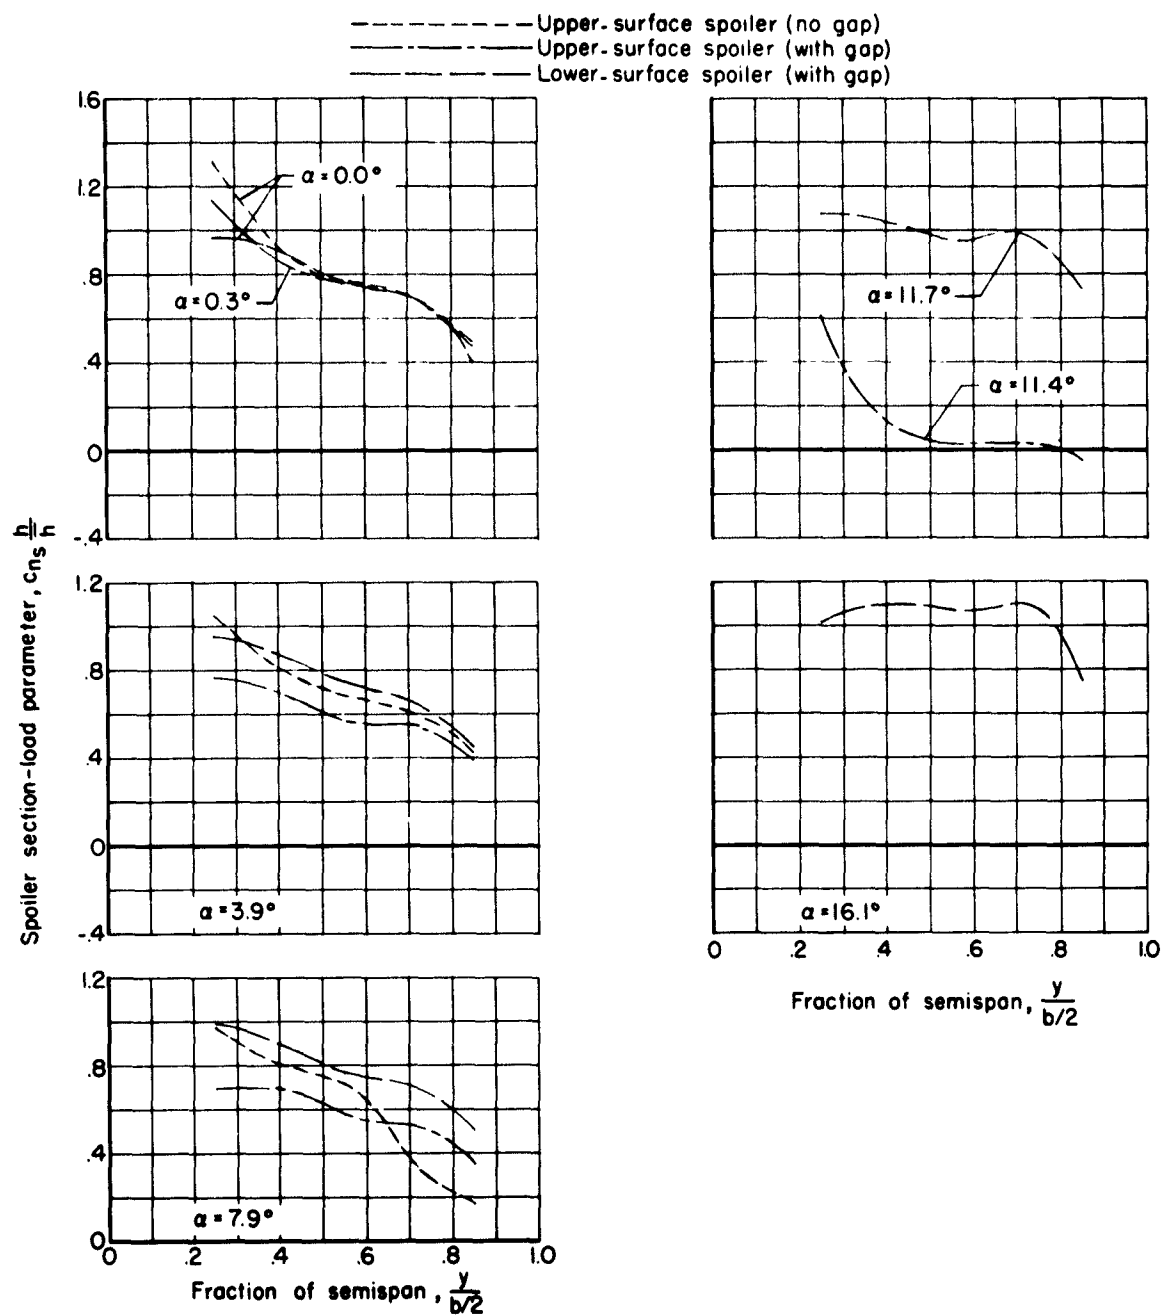 Upper-surface spoiler (no gap)
Upper-surface spoiler (with gap)
Lower-surface spoiler (with gap)
Spoiler section-load parameter, cns h/h
1.6
1.2
.8
.4
0
-.4
α=0.0°
α=0.3°
α=11.7°
α=11.4°
1.2
.8
.4
0
-.4
α=3.9°
α=16.1°
0 .2 .4 .6 .8 1.0
Fraction of semispan, y/b/2
1.2
.8
.4
0
α=7.9°
0 .2 .4 .6 .8 1.0
Fraction of semispan, y/b/2